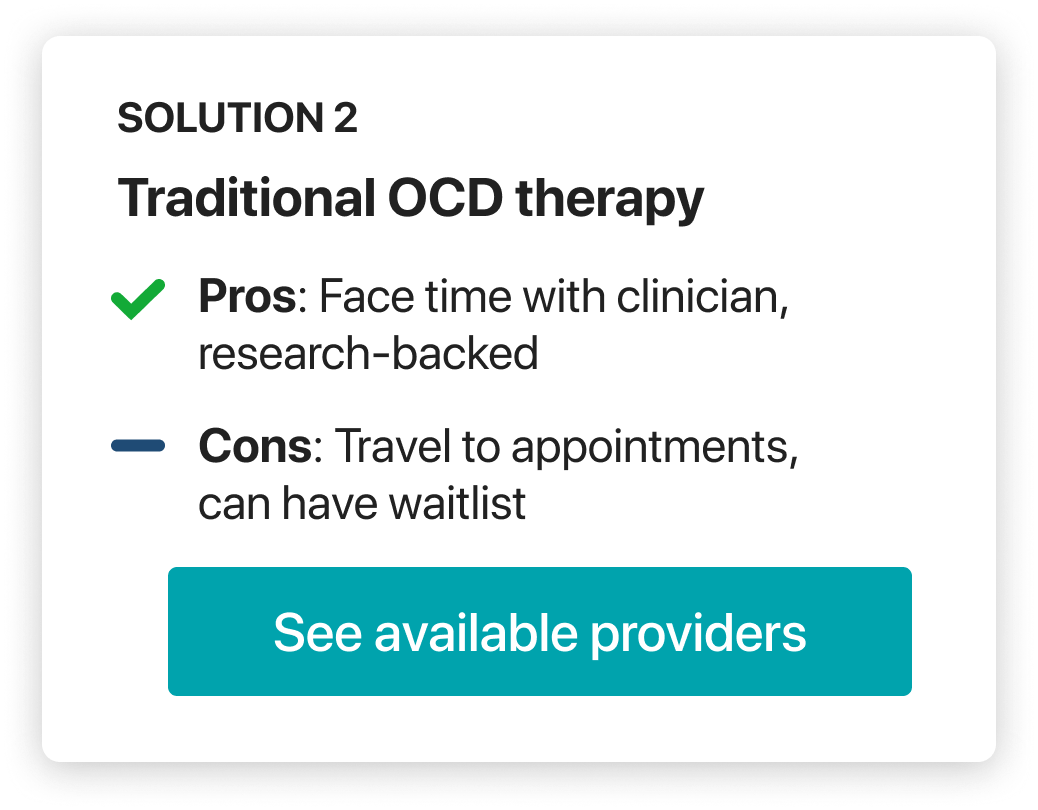 SOLUTION 2
Traditional OCD therapy
Pros: Face time with clinician,
research-backed
Cons: Travel to appointments,
can have waitlist
See available providers